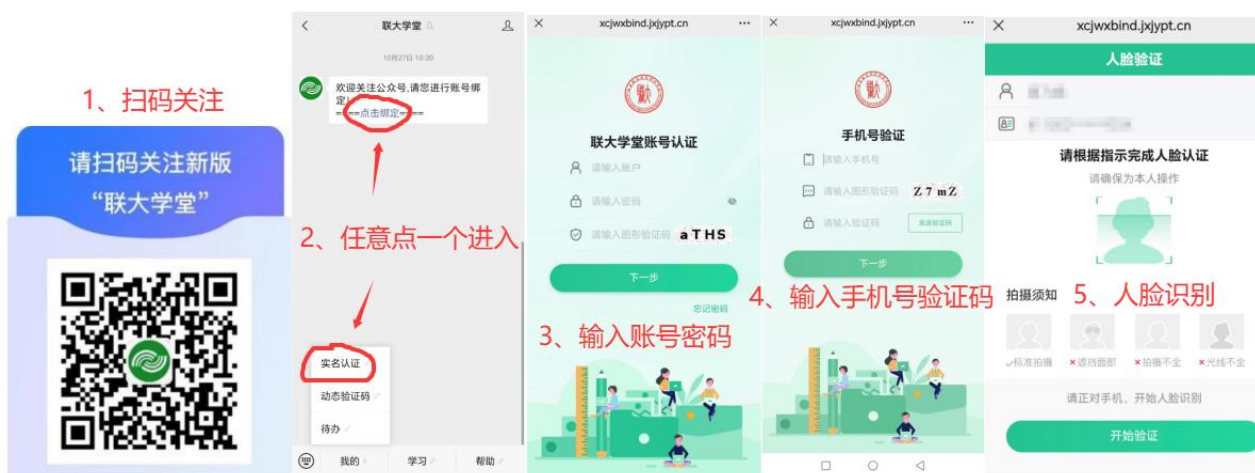 1、扫码关注
请扫码关注新版
“联大学堂”
联大学堂
10月27日 10:30
欢迎关注公众号,请您进行账号绑
定!
====点击绑定====
2、任意点一个进入
实名认证
动态验证码
待办
我的
学习
帮助
xcjwxbind.jxjypt.cn
联大学堂账号认证
请输入账户
请输入密码
请输入图形验证码
aTHS
下一步
忘记密码
3、输入账号密码
xcjwxbind.jxjypt.cn
手机号验证
请输入手机号
请输入图形验证码
Z7mZ
请输入验证码
发送验证码
下一步
4、输入手机号验证码
xcjwxbind.jxjypt.cn
人脸验证
请根据指示完成人脸认证
请确保为本人操作
拍摄须知
5、人脸识别
标准拍摄
遮挡面部
拍摄不全
光线不全
请正对手机，开始人脸识别
开始验证